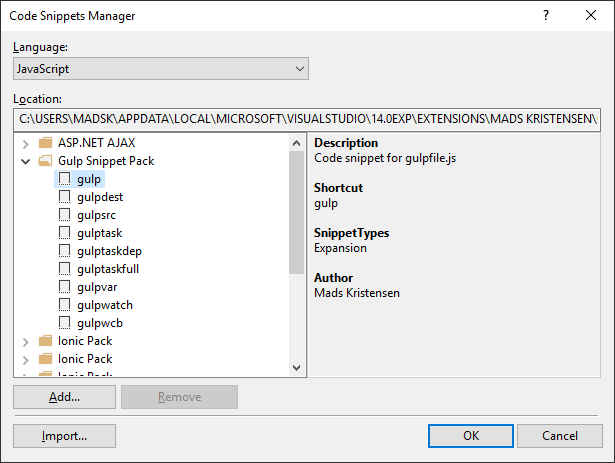 Code Snippets Manager
?
Language:
JavaScript
Location:
C:\USERS\MADSK\APPDATA\LOCAL\MICROSOFT\VISUALSTUDIO\14.0EXP\EXTENSIONS\MADS KRISTENSEN\
ASP.NET AJAX
Gulp Snippet Pack
gulp
gulpdest
gulpsrc
gulptask
gulptaskdep
gulptaskfull
gulpvar
gulpwatch
gulpwcb
Ionic Pack
Ionic Pack
Ionic Pack
Description
Code snippet for gulpfile.js
Shortcut
gulp
SnippetTypes
Expansion
Author
Mads Kristensen
Add...
Remove
Import...
OK
Cancel